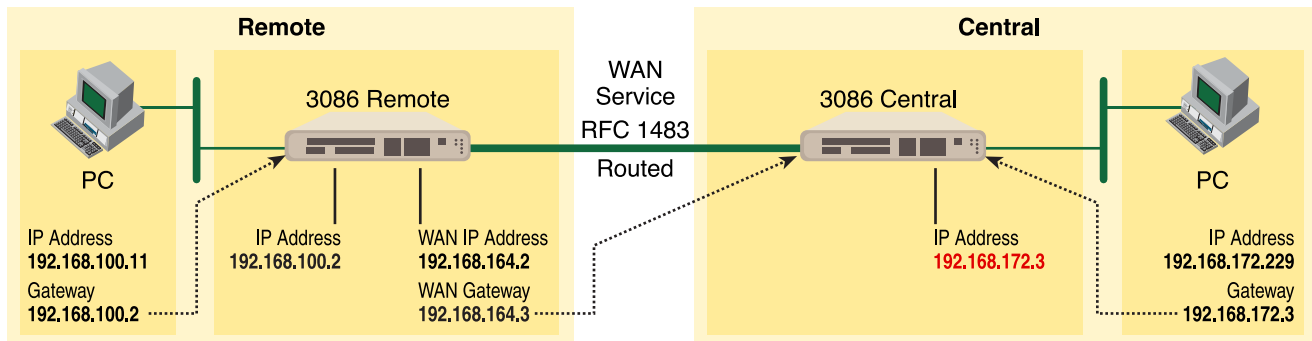 Remote
PC
IP Address
192.168.100.11
Gateway
192.168.100.2
3086 Remote
IP Address
192.168.100.2
WAN IP Address
192.168.164.2
WAN Gateway
192.168.164.3
WAN
Service
RFC 1483
Routed
Central
3086 Central
IP Address
192.168.172.3
PC
IP Address
192.168.172.229
Gateway
192.168.172.3